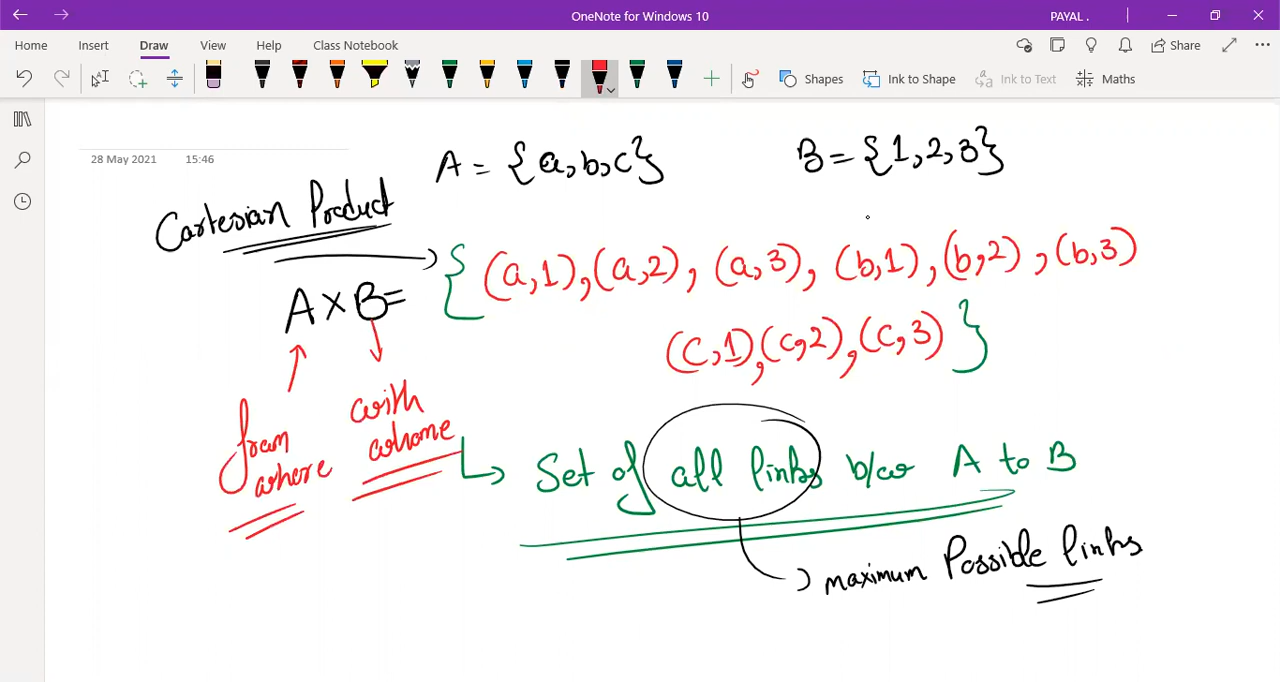 OneNote for Windows 10
PAYAL .
Home Insert Draw View Help Class Notebook
Share
Shapes Ink to Shape Ink to Text Maths
28 May 2021 15:46
A = {a,b,c} B = {1,2,3}
Cartesian Product
{ (a,1),(a,2), (a,3), (b,1),(b,2) ,(b,3)
A×B=
(c,1),(c,2),(c,3) }
from where
with whome
Set of all links b/w A to B
maximum Possible links